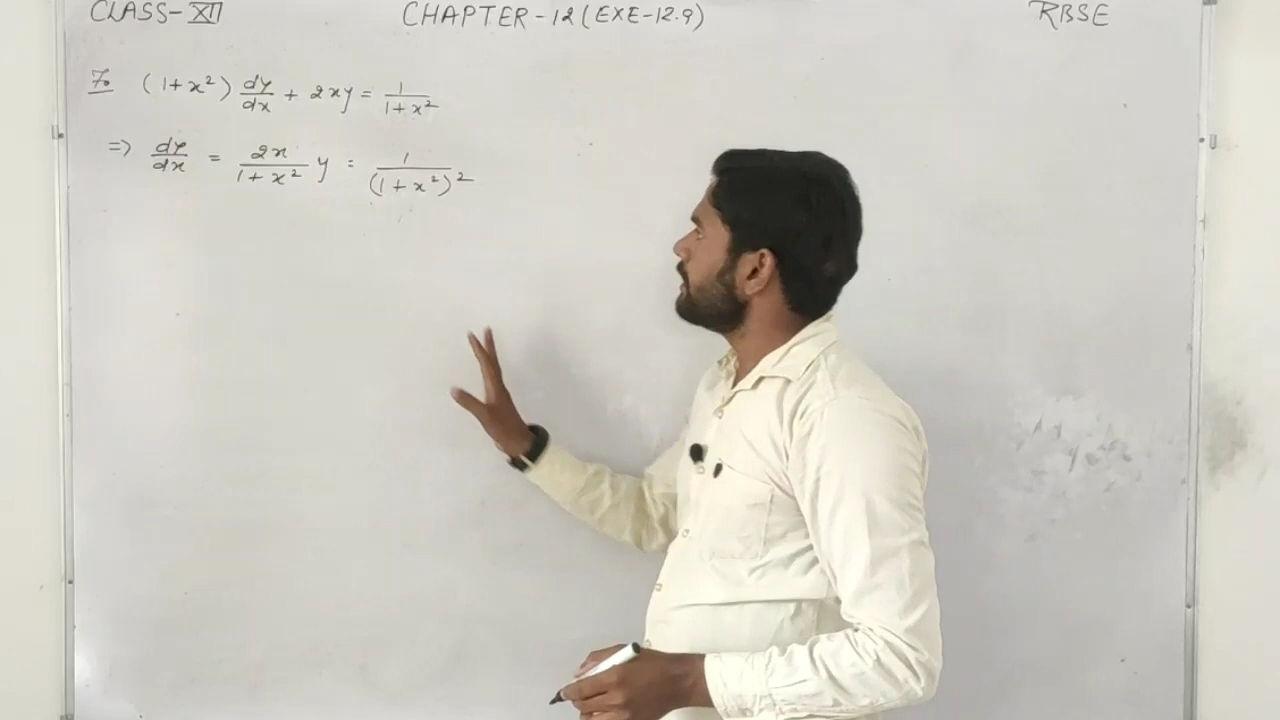 CLASS-XII CHAPTER-12(EXE-12.9) RBSE
7. (1+x²) dy/dx + 2xy = 1/(1+x²)
=> dy/dx = 2x/(1+x²) y = 1/(1+x²)²